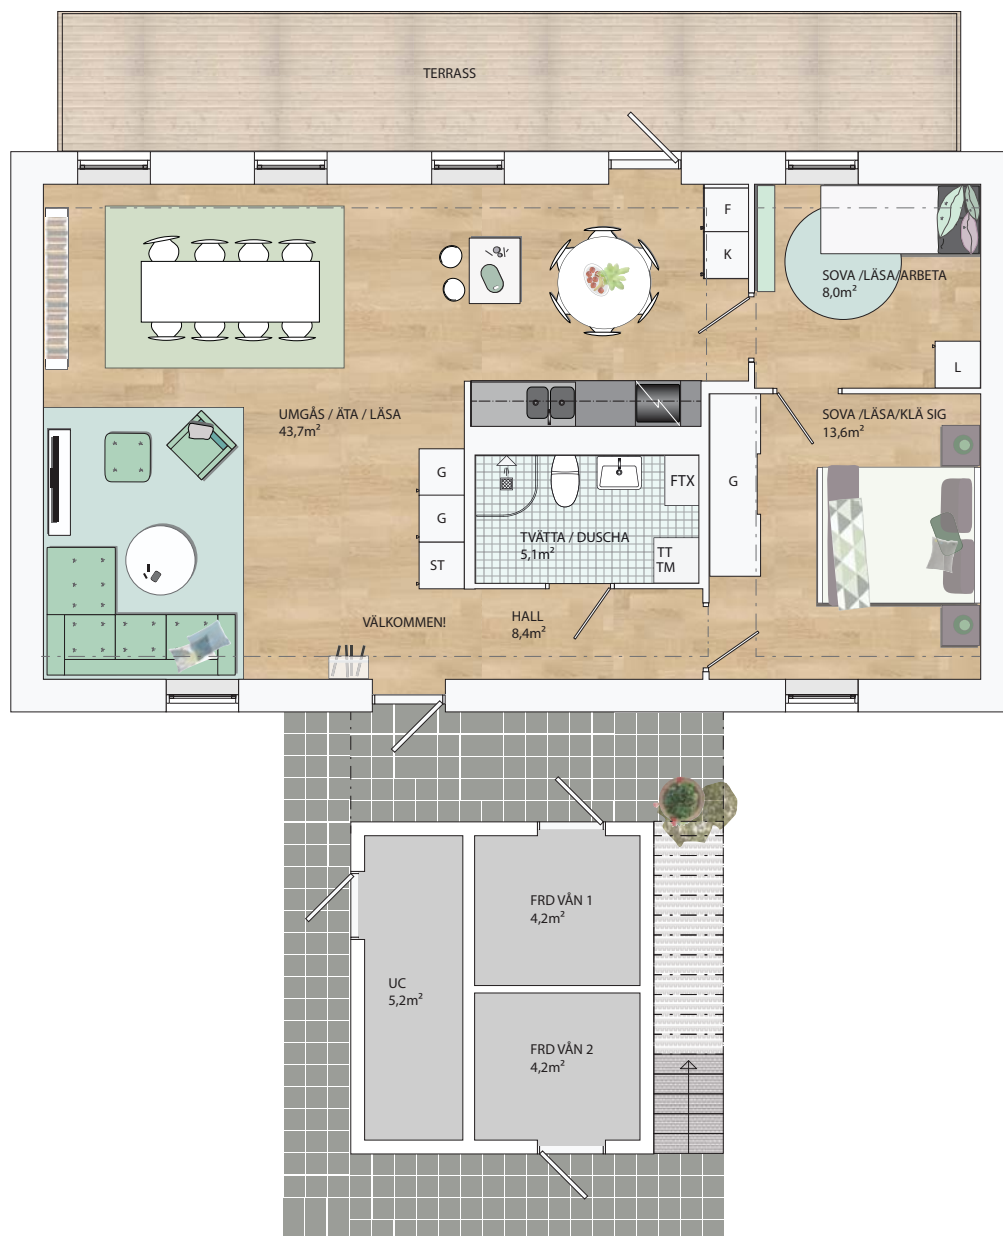 TERRASS
F
K
SOVA /LÄSA/ARBETA
8,0m²
L
UMGÅS / ÄTA / LÄSA
43,7m²
SOVA /LÄSA/KLÄ SIG
13,6m²
G
G
G
FTX
ST
TVÄTTA / DUSCHA
5,1m²
TT
TM
VÄLKOMMEN!
HALL
8,4m²
FRD VÅN 1
4,2m²
UC
5,2m²
FRD VÅN 2
4,2m²